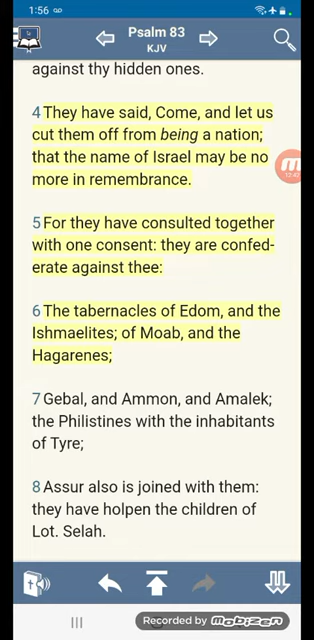 1:56
Psalm 83
KJV
against thy hidden ones.
4 They have said, Come, and let us
cut them off from being a nation;
that the name of Israel may be no
more in remembrance.
5 For they have consulted together
with one consent: they are confed-
erate against thee:
6 The tabernacles of Edom, and the
Ishmaelites; of Moab, and the
Hagarenes;
7 Gebal, and Ammon, and Amalek;
the Philistines with the inhabitants
of Tyre;
8 Assur also is joined with them:
they have holpen the children of
Lot. Selah.
Recorded by mobizen